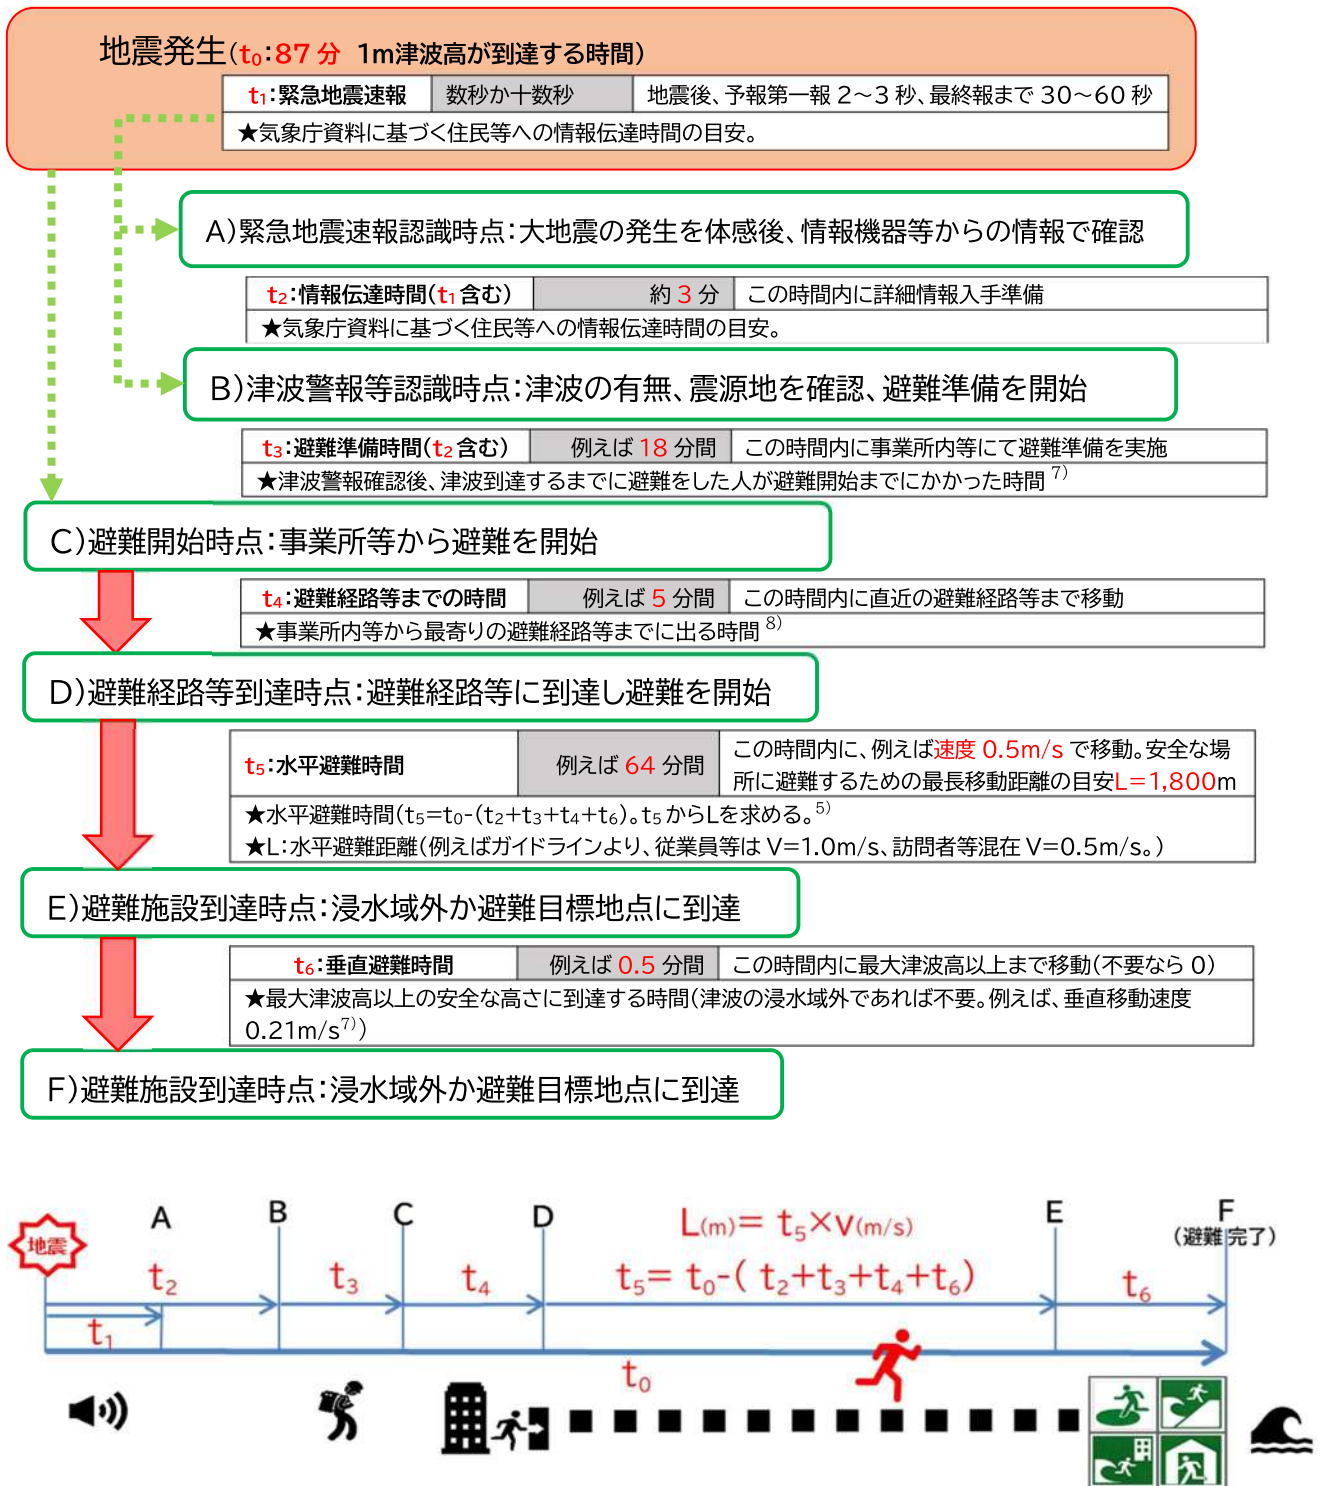 地震発生(t₀:87 分 1m津波高が到達する時間)
t₁:緊急地震速報 数秒か十数秒 地震後、予報第一報 2～3 秒、最終報まで 30～60 秒
★気象庁資料に基づく住民等への情報伝達時間の目安。
A)緊急地震速報認識時点:大地震の発生を体感後、情報機器等からの情報で確認
t₂:情報伝達時間(t₁含む) 約 3 分 この時間内に詳細情報入手準備
★気象庁資料に基づく住民等への情報伝達時間の目安。
B)津波警報等認識時点:津波の有無、震源地を確認、避難準備を開始
t₃:避難準備時間(t₂含む) 例えば 18 分間 この時間内に事業所内等にて避難準備を実施
★津波警報確認後、津波到達するまでに避難をした人が避難開始までにかかった時間 7)
C)避難開始時点:事業所等から避難を開始
t₄:避難経路等までの時間 例えば 5 分間 この時間内に直近の避難経路等まで移動
★事業所内等から最寄りの避難経路等までに出る時間 8)
D)避難経路等到達時点:避難経路等に到達し避難を開始
t₅:水平避難時間 例えば 64 分間 この時間内に、例えば速度 0.5m/s で移動。安全な場
所に避難するための最長移動距離の目安L=1,800m
★水平避難時間(t₅=t₀-(t₂+t₃+t₄+t₆)。t₅からLを求める。5)
★L:水平避難距離(例えばガイドラインより、従業員等は V=1.0m/s、訪問者等混在 V=0.5m/s。)
E)避難施設到達時点:浸水域外か避難目標地点に到達
t₆:垂直避難時間 例えば 0.5 分間 この時間内に最大津波高以上まで移動(不要なら 0)
★最大津波高以上の安全な高さに到達する時間(津波の浸水域外であれば不要。例えば、垂直移動速度
0.21m/s7))
F)避難施設到達時点:浸水域外か避難目標地点に到達
地震 A B C D L(m)= t₅×v(m/s) E F
(避難完了)
t₂ t₃ t₄ t₅= t₀-( t₂+t₃+t₄+t₆) t₆
t₁
t₀